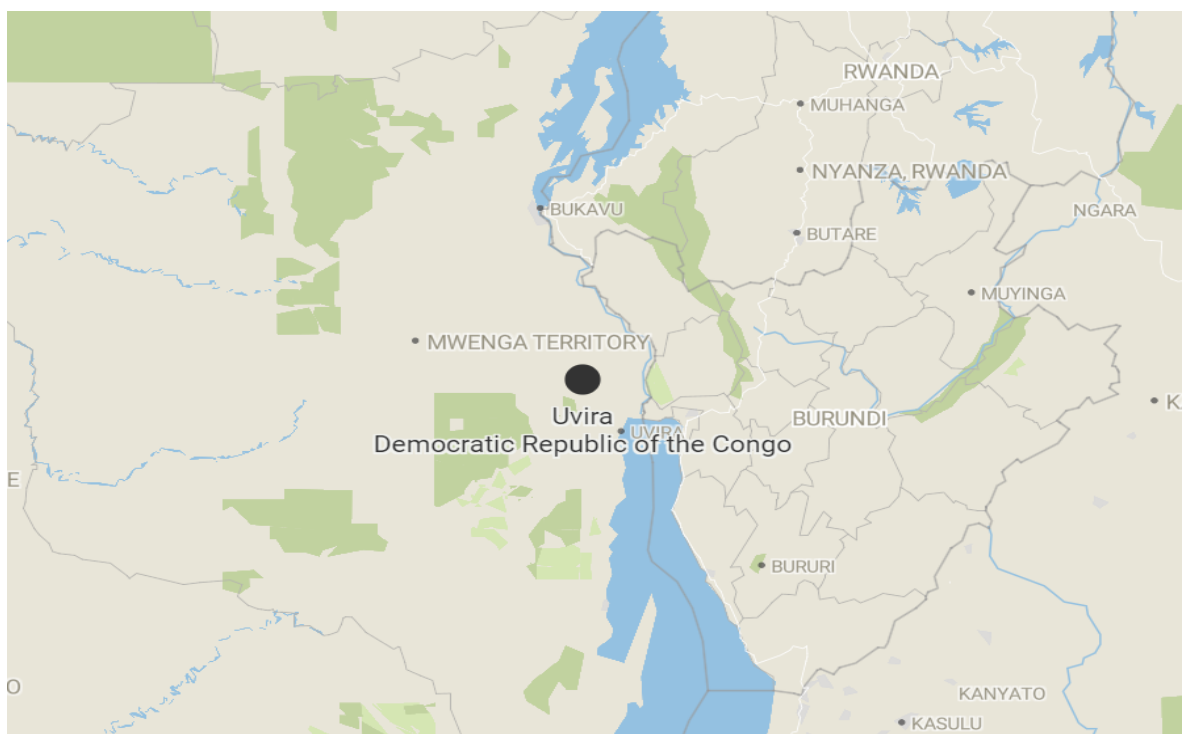 RWANDA
MUHANGA
NYANZA, RWANDA
BUKAVU
NGARA
BUTARE
MUYINGA
MWENGA TERRITORY
K
Uvira
BURUNDI
UVIRA
Democratic Republic of the Congo
E
BURURI
O
KANYATO
KASULU